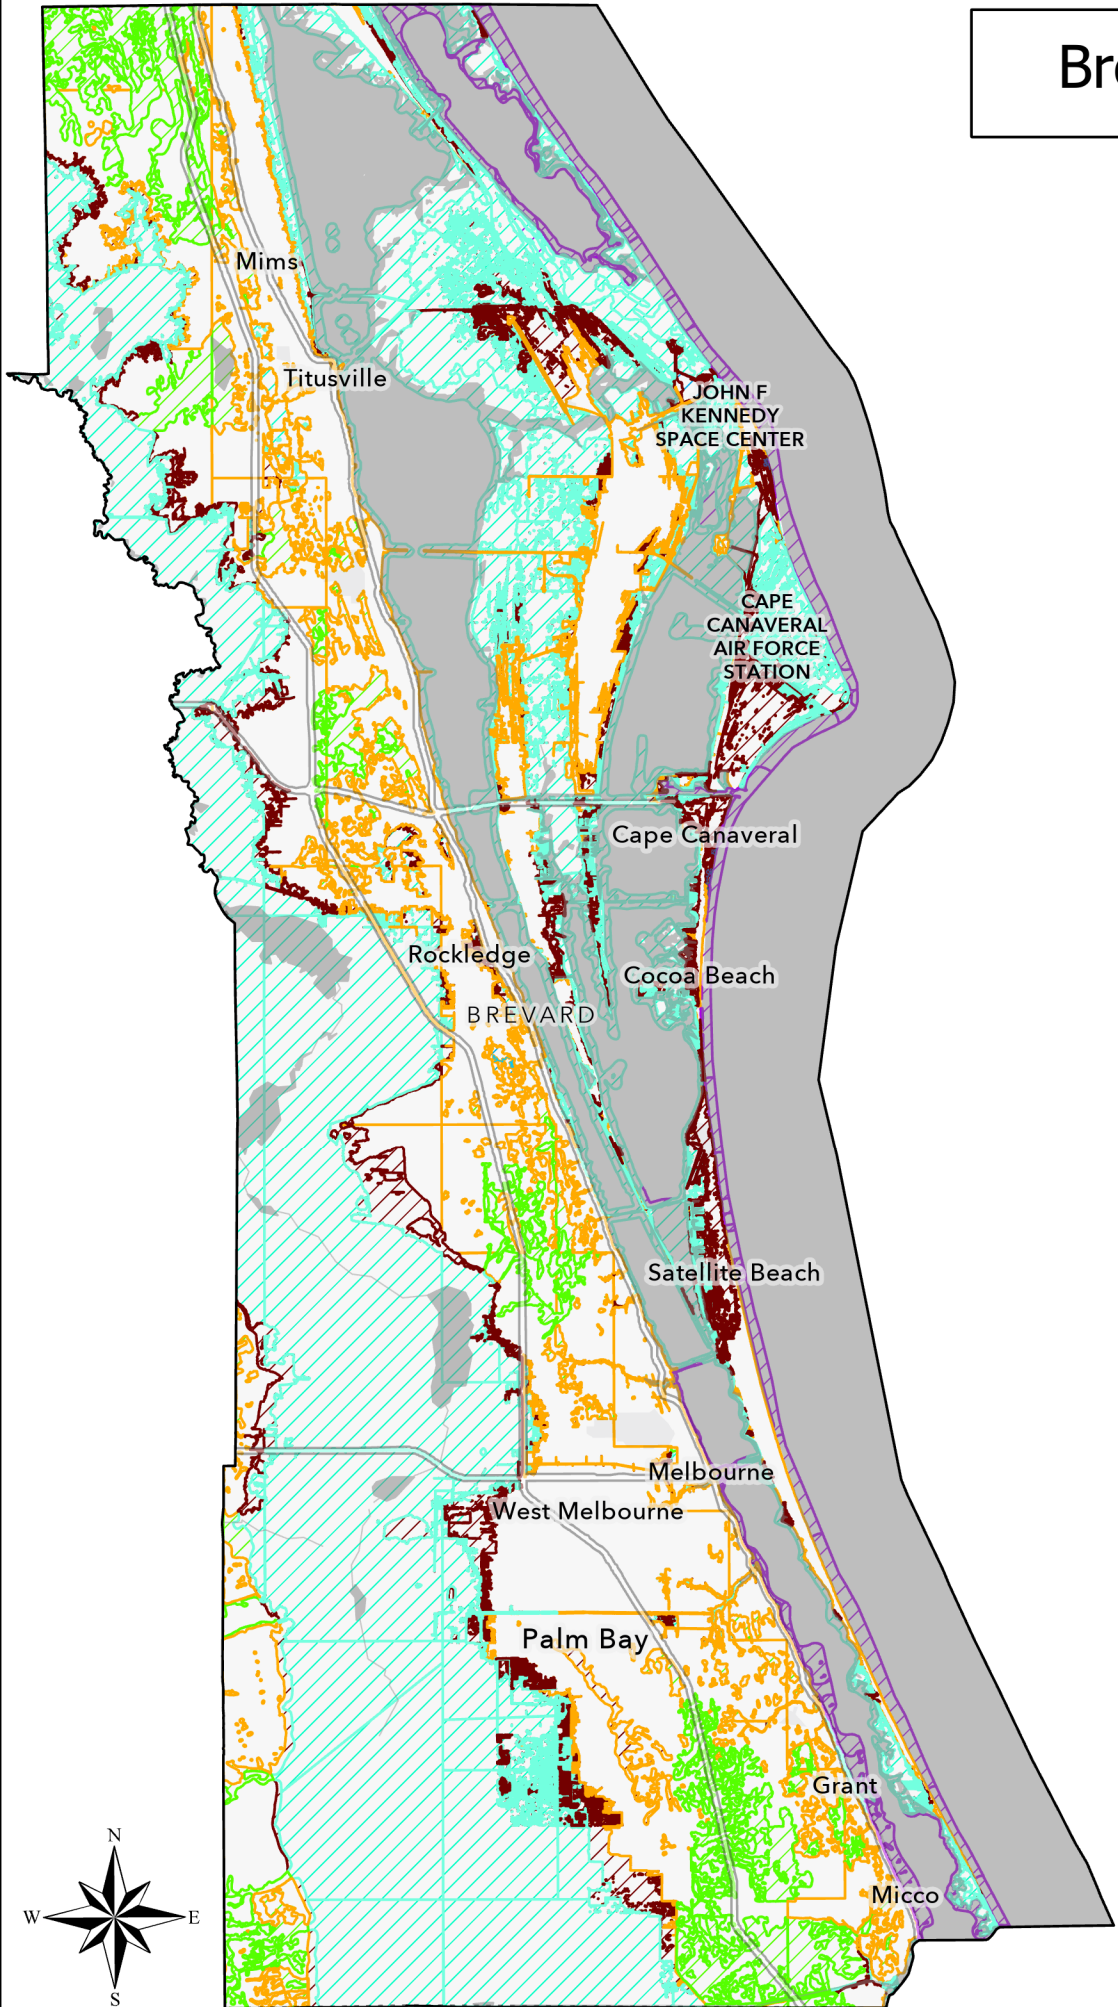 Bre
Mims
Titusville
JOHN F
KENNEDY
SPACE CENTER
CAPE
CANAVERAL
AIR FORCE
STATION
Cape Canaveral
Rockledge
Cocoa Beach
BREVARD
Satellite Beach
Melbourne
West Melbourne
Palm Bay
Grant
Micco
N
W E
S